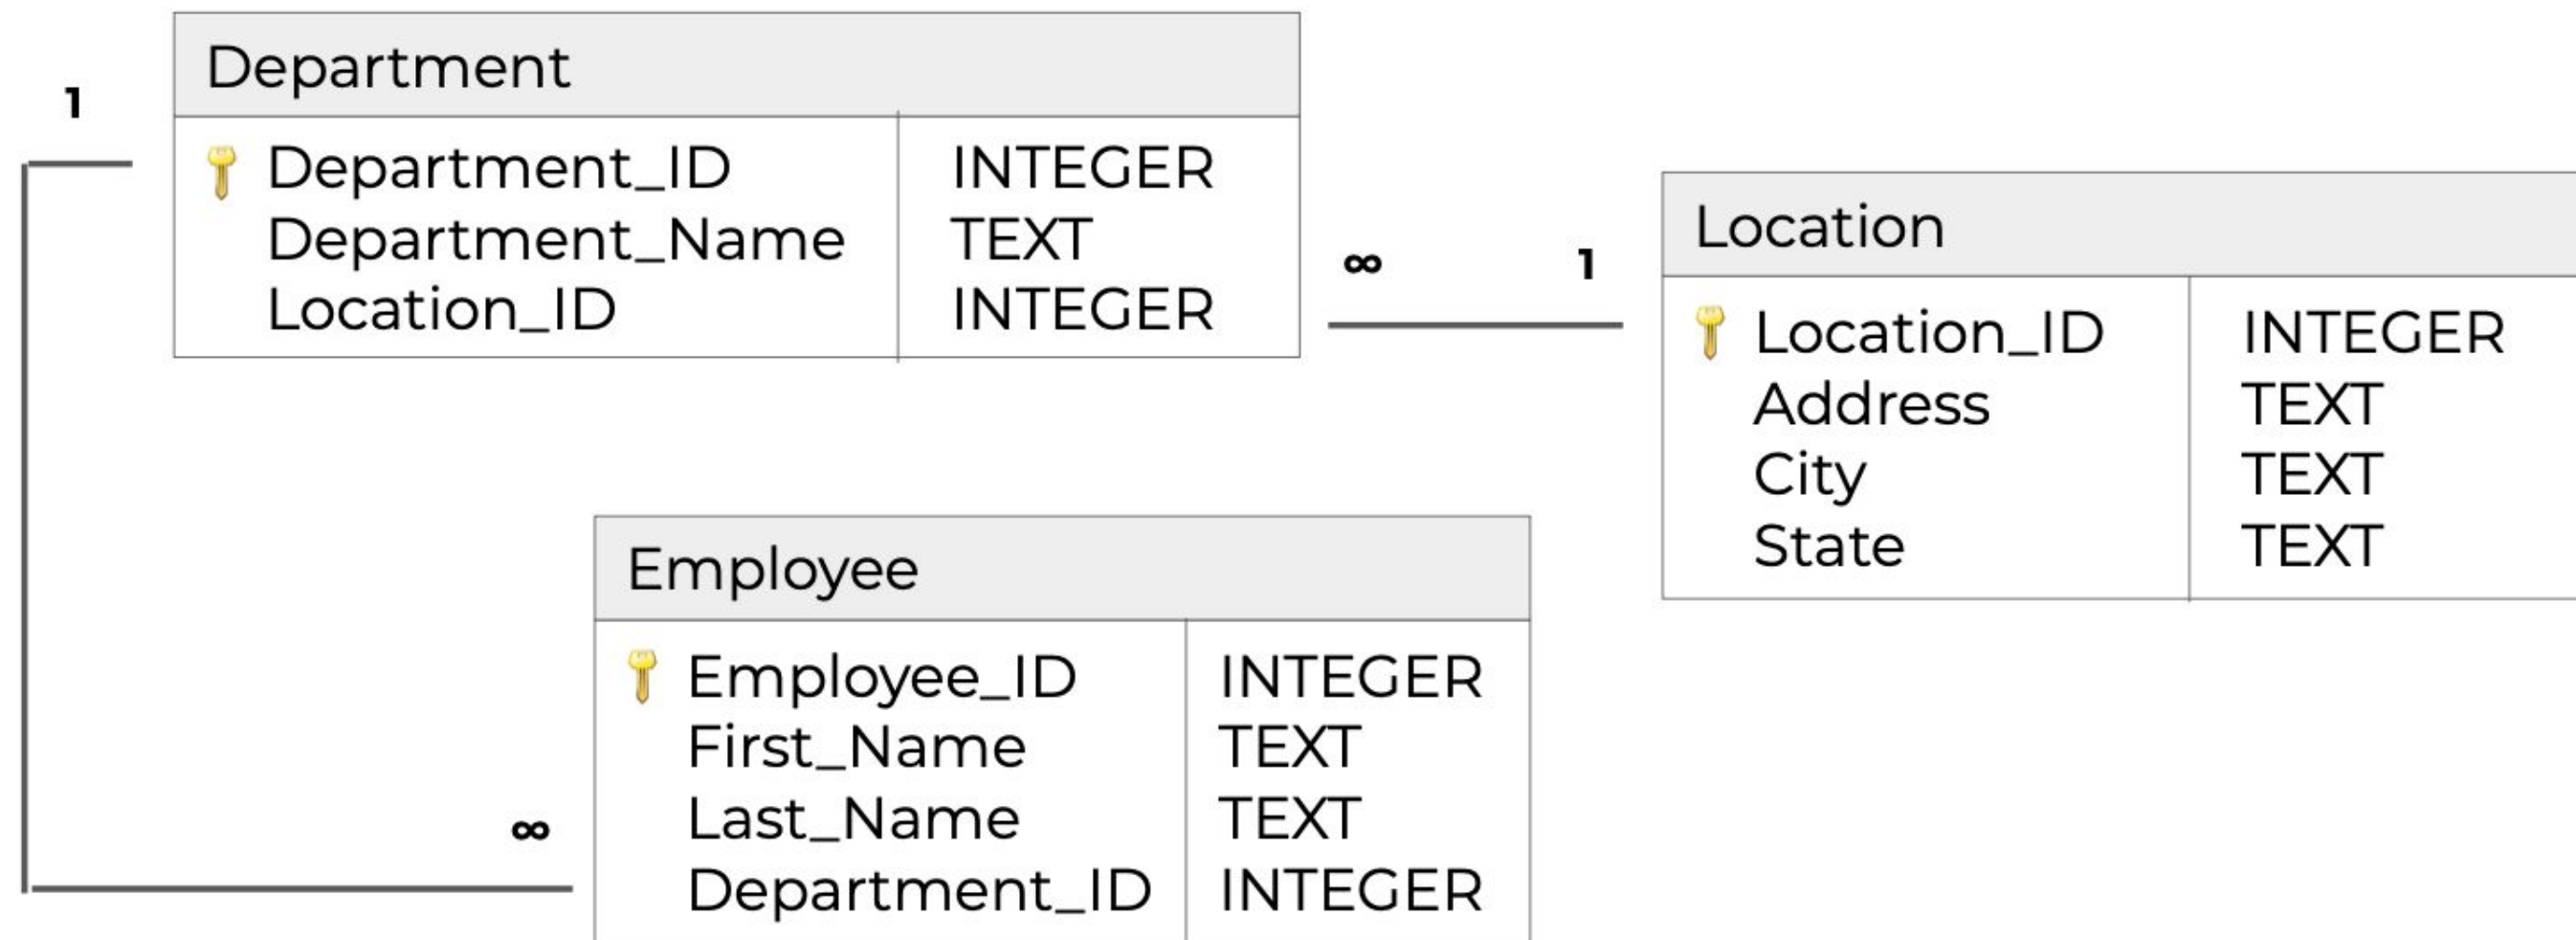 Department
1
Department_ID INTEGER
Department_Name TEXT
Location_ID INTEGER
∞ 1
Location
Location_ID INTEGER
Address TEXT
City TEXT
State TEXT
Employee
Employee_ID INTEGER
First_Name TEXT
Last_Name TEXT
∞
Department_ID INTEGER